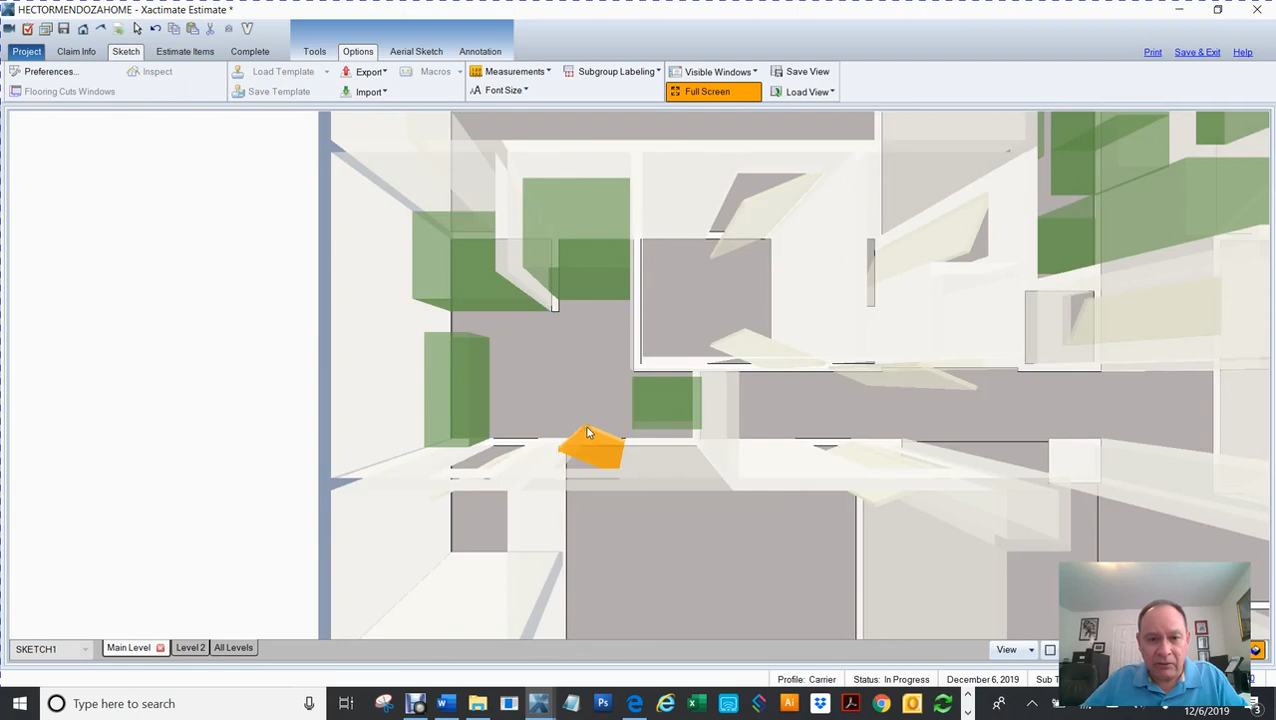 HECTORMENDOZAHOME - Xactimate Estimate *
Project Claim Info Sketch Estimate Items Complete Tools Options Aerial Sketch Annotation
Print Save & Exit Help
Preferences... Inspect Load Template Export Macros Measurements Subgroup Labeling Visible Windows Save View
Flooring Cuts Windows Save Template Import Font Size Full Screen Load View
SKETCH1 Main Level Level 2 All Levels View
Profile: Carrier Status: In Progress December 6, 2019 Sub T
Type here to search
12/6/2019